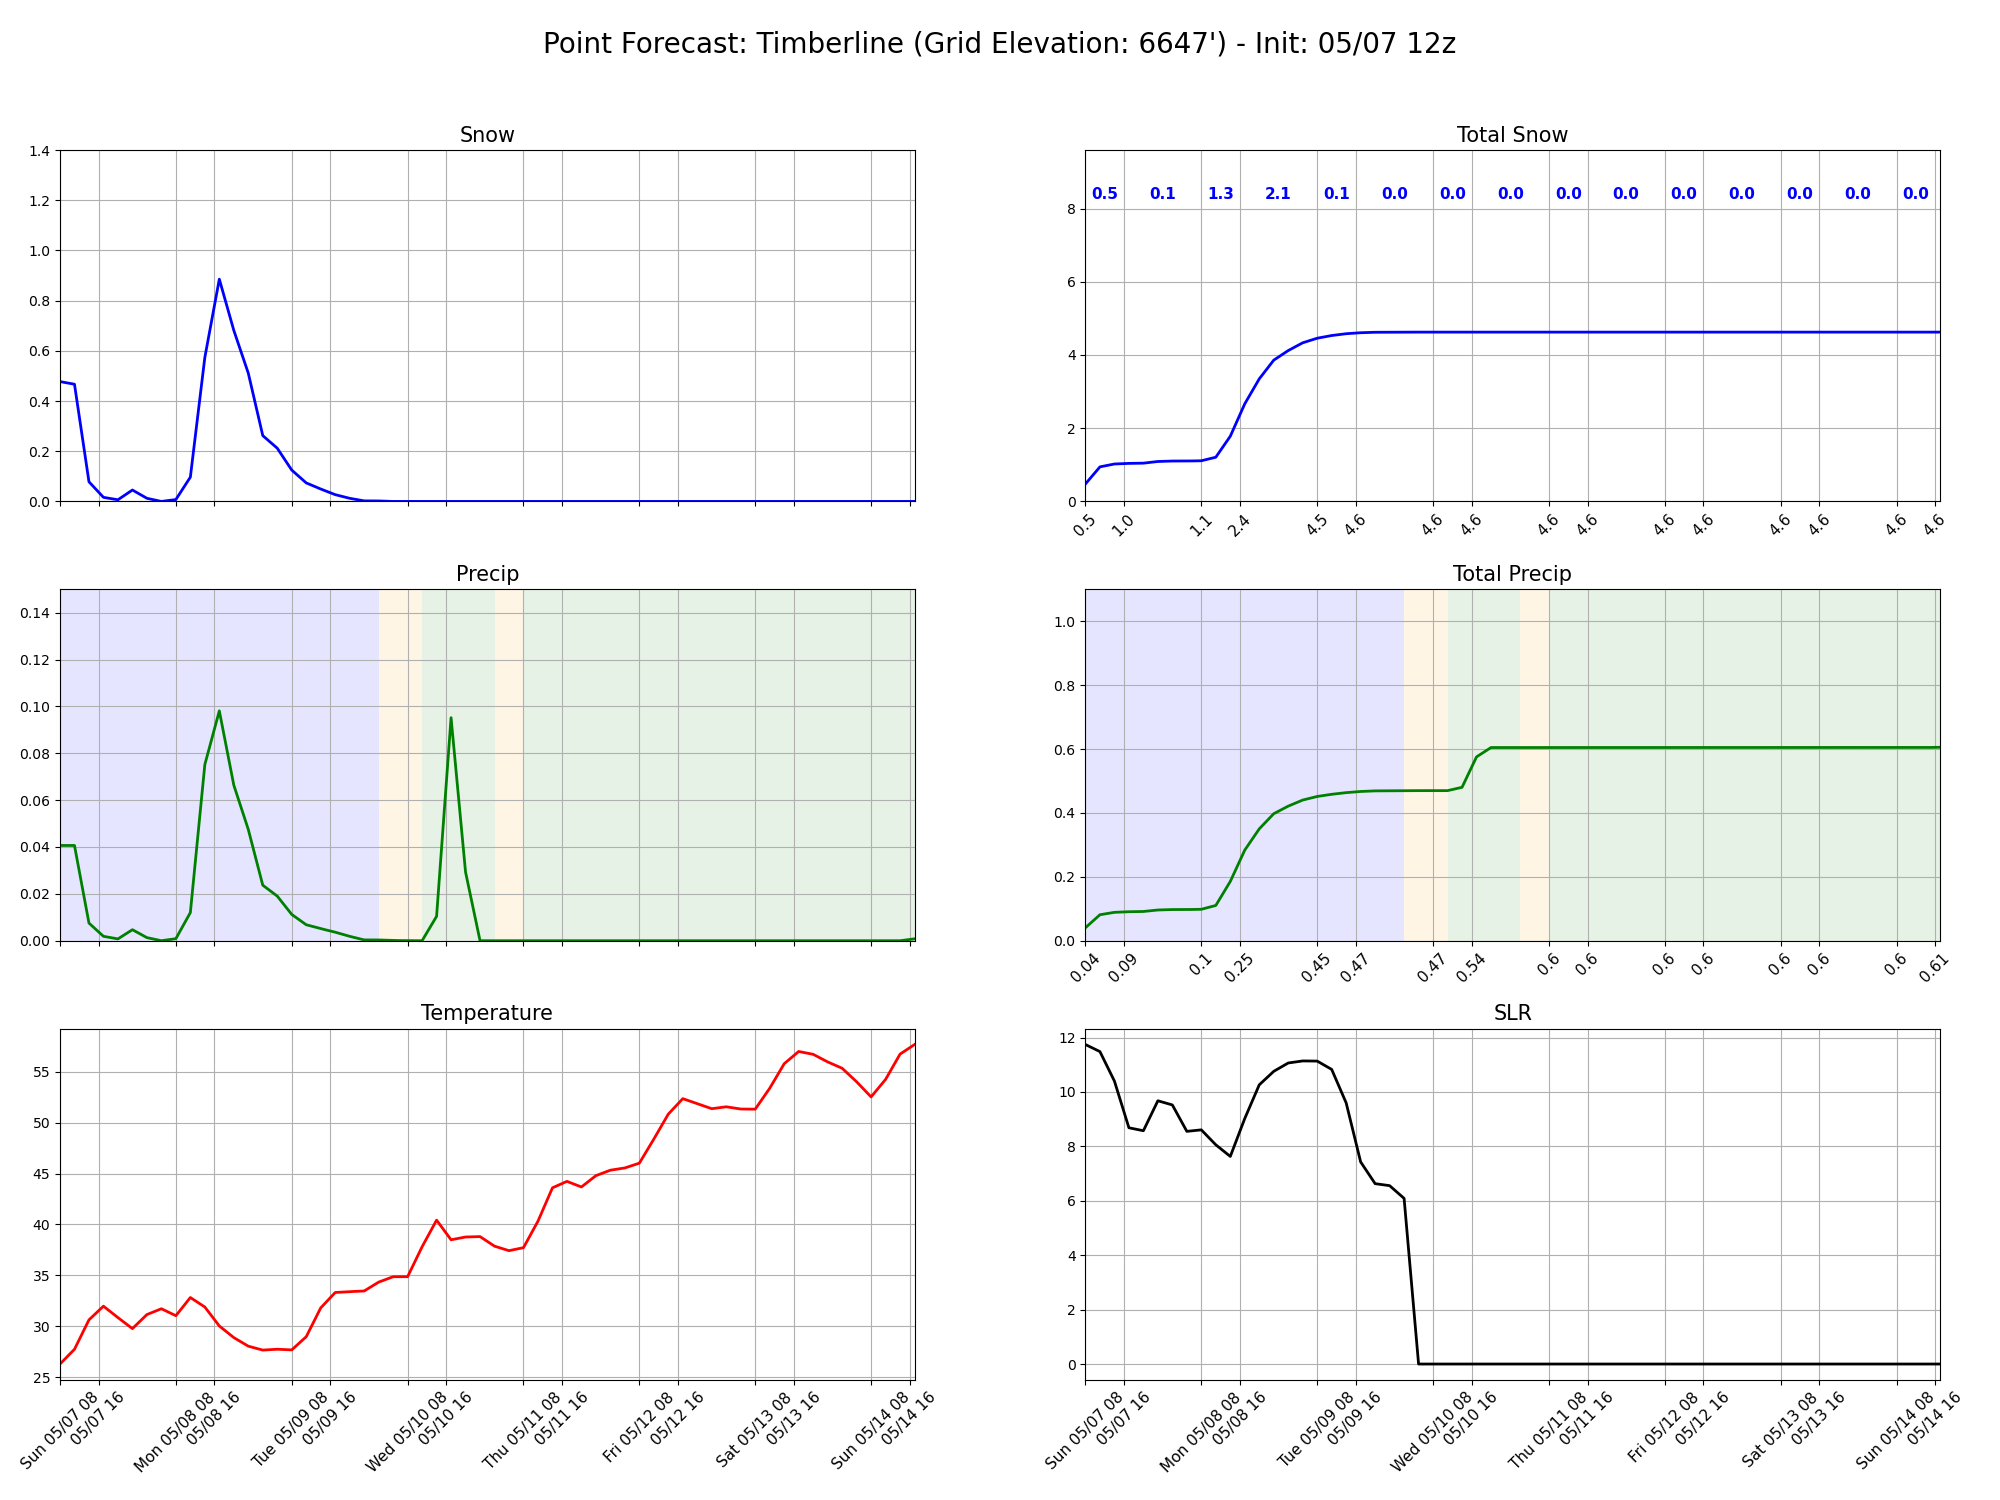 Point Forecast: Timberline (Grid Elevation: 6647') - Init: 05/07 12z
Snow
1.4
1.2
1.0
0.8
0.6
0.4
0.2
0.0
Total Snow
0.5 0.1 1.3 2.1 0.1 0.0 0.0 0.0 0.0 0.0 0.0 0.0 0.0 0.0 0.0
8
6
4
2
0
0.5 1.0 1.1 2.4 4.5 4.6 4.6 4.6 4.6 4.6 4.6 4.6 4.6 4.6 4.6 4.6
Precip
0.14
0.12
0.10
0.08
0.06
0.04
0.02
0.00
Total Precip
1.0
0.8
0.6
0.4
0.2
0.0
0.04 0.09 0.1 0.25 0.45 0.47 0.47 0.54 0.6 0.6 0.6 0.6 0.6 0.6 0.6 0.61
Temperature
55
50
45
40
35
30
25
Sun 05/07 08
05/07 16
Mon 05/08 08
05/08 16
Tue 05/09 08
05/09 16
Wed 05/10 08
05/10 16
Thu 05/11 08
05/11 16
Fri 05/12 08
05/12 16
Sat 05/13 08
05/13 16
Sun 05/14 08
05/14 16
SLR
12
10
8
6
4
2
0
Sun 05/07 08
05/07 16
Mon 05/08 08
05/08 16
Tue 05/09 08
05/09 16
Wed 05/10 08
05/10 16
Thu 05/11 08
05/11 16
Fri 05/12 08
05/12 16
Sat 05/13 08
05/13 16
Sun 05/14 08
05/14 16